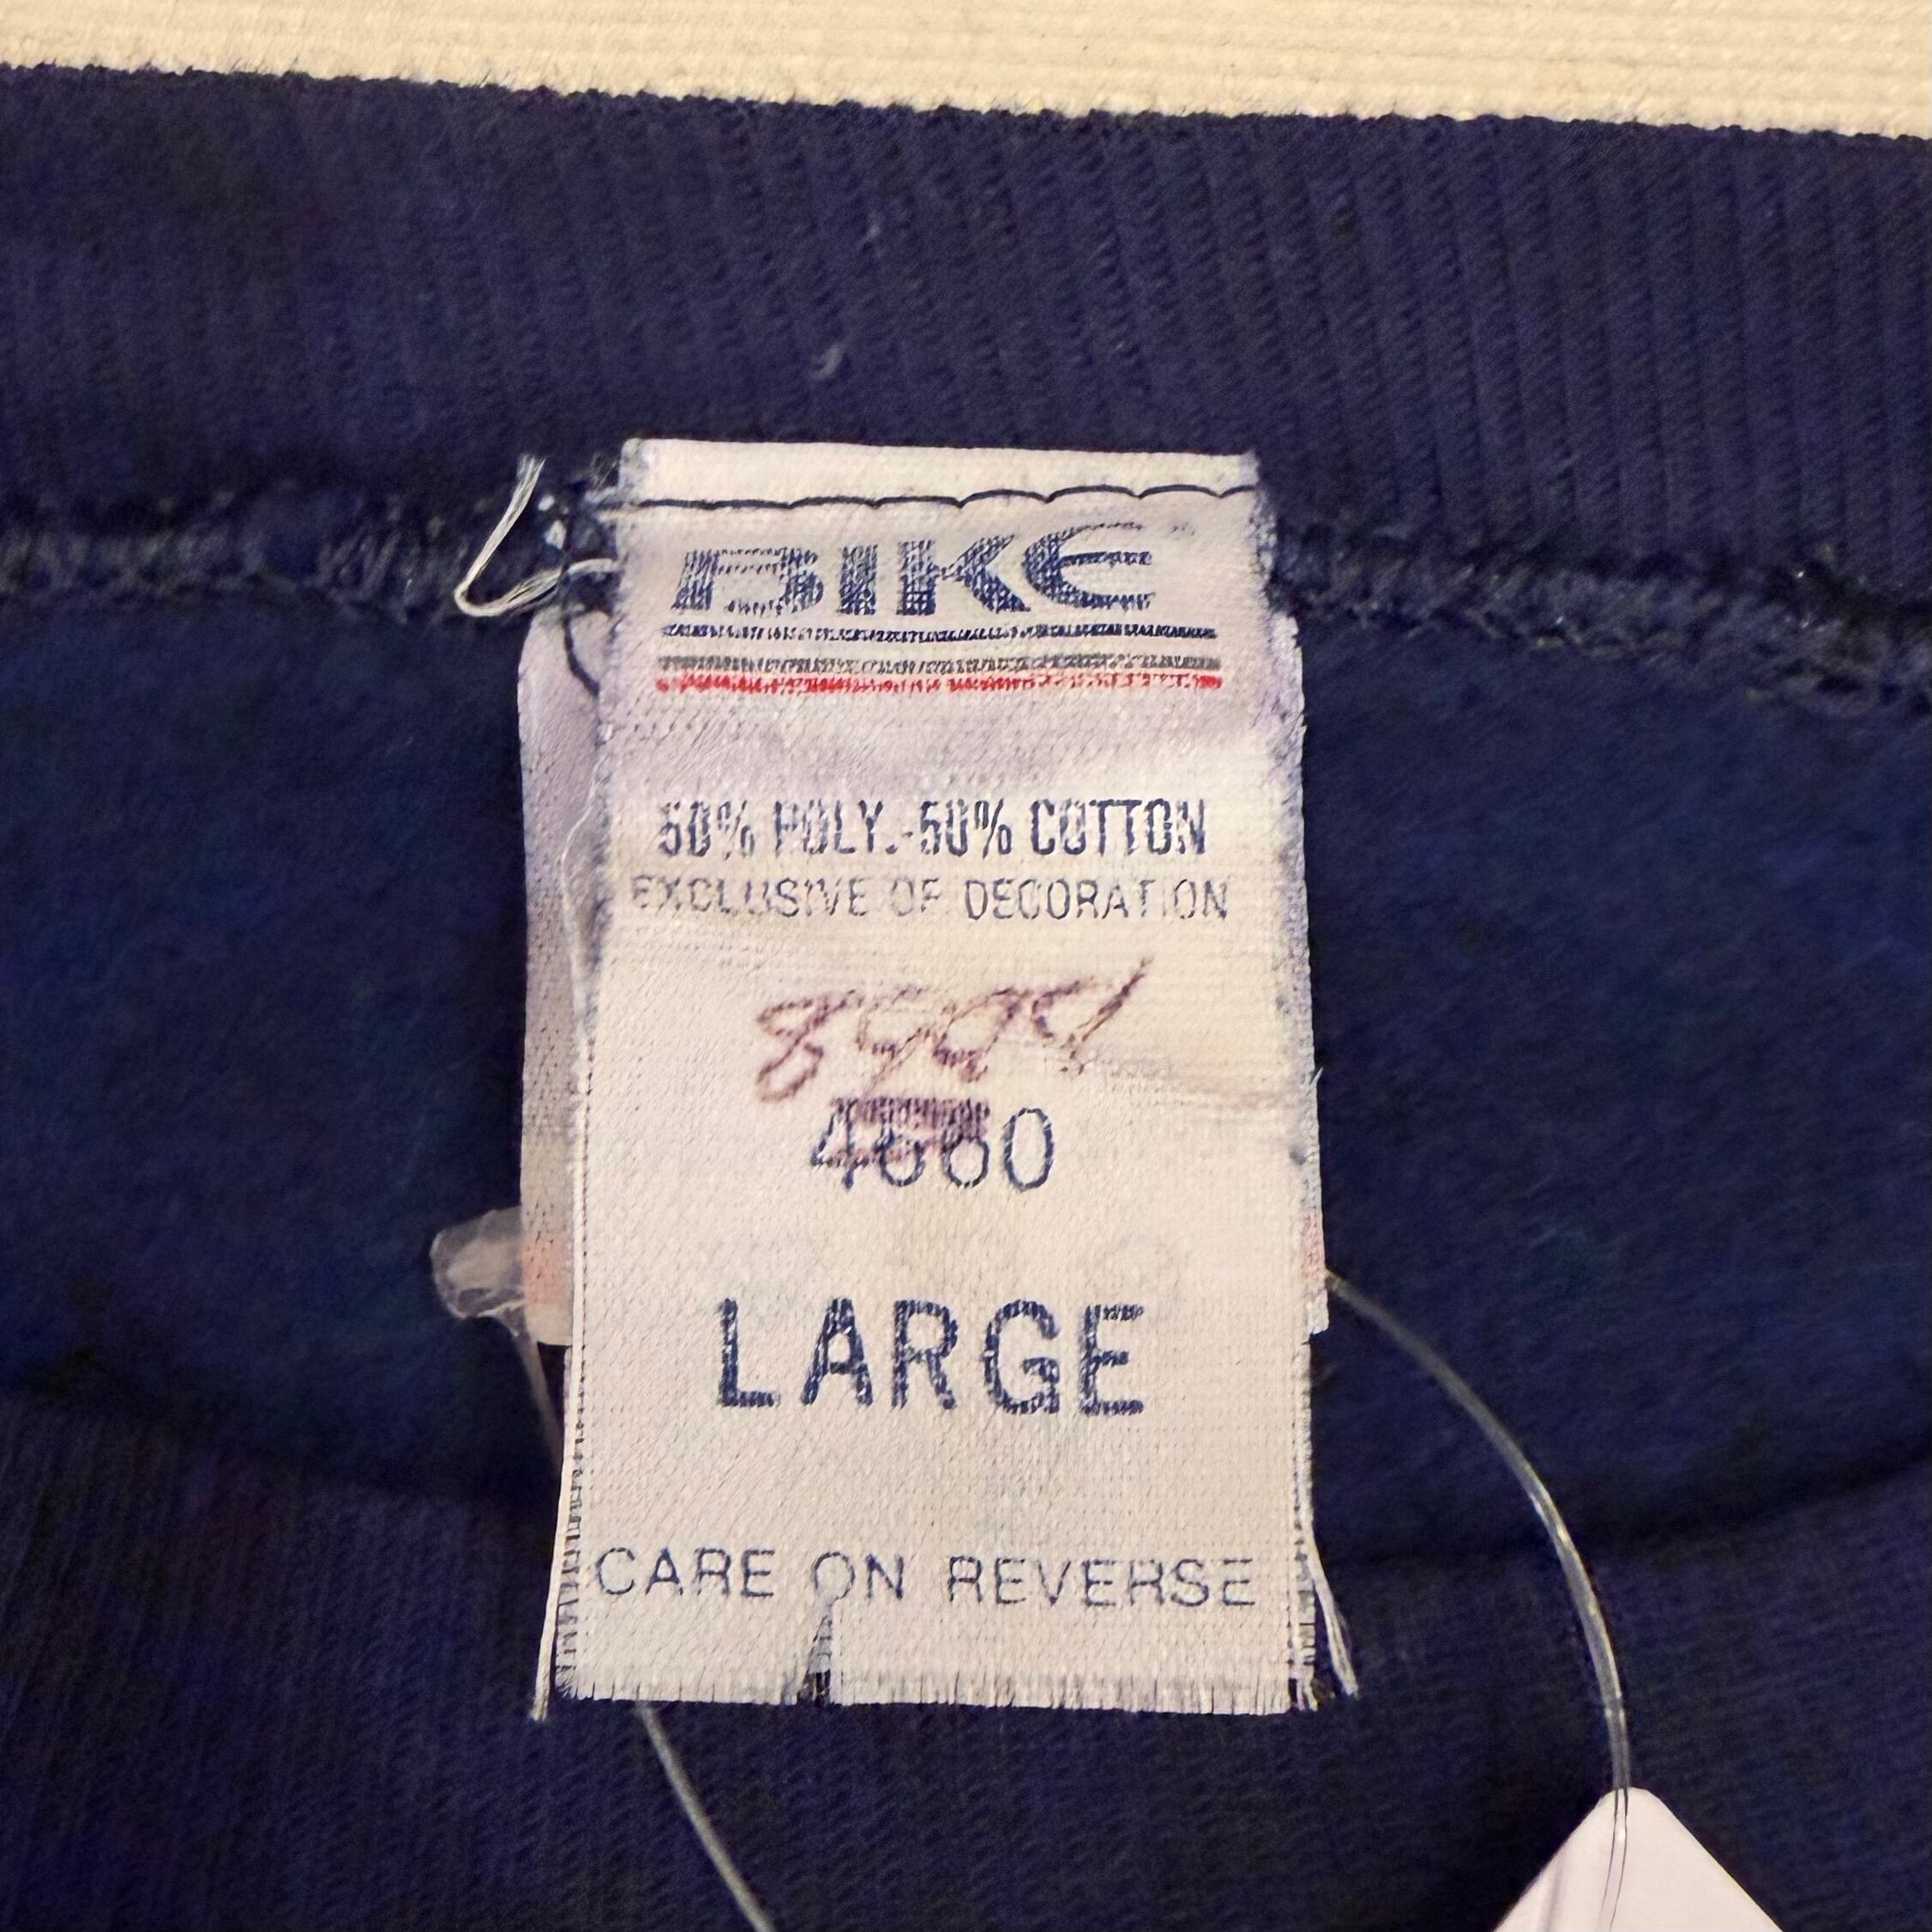 BIKE
50% POLY.-50% COTTON
EXCLUSIVE OF DECORATION
4660
LARGE
CARE ON REVERSE